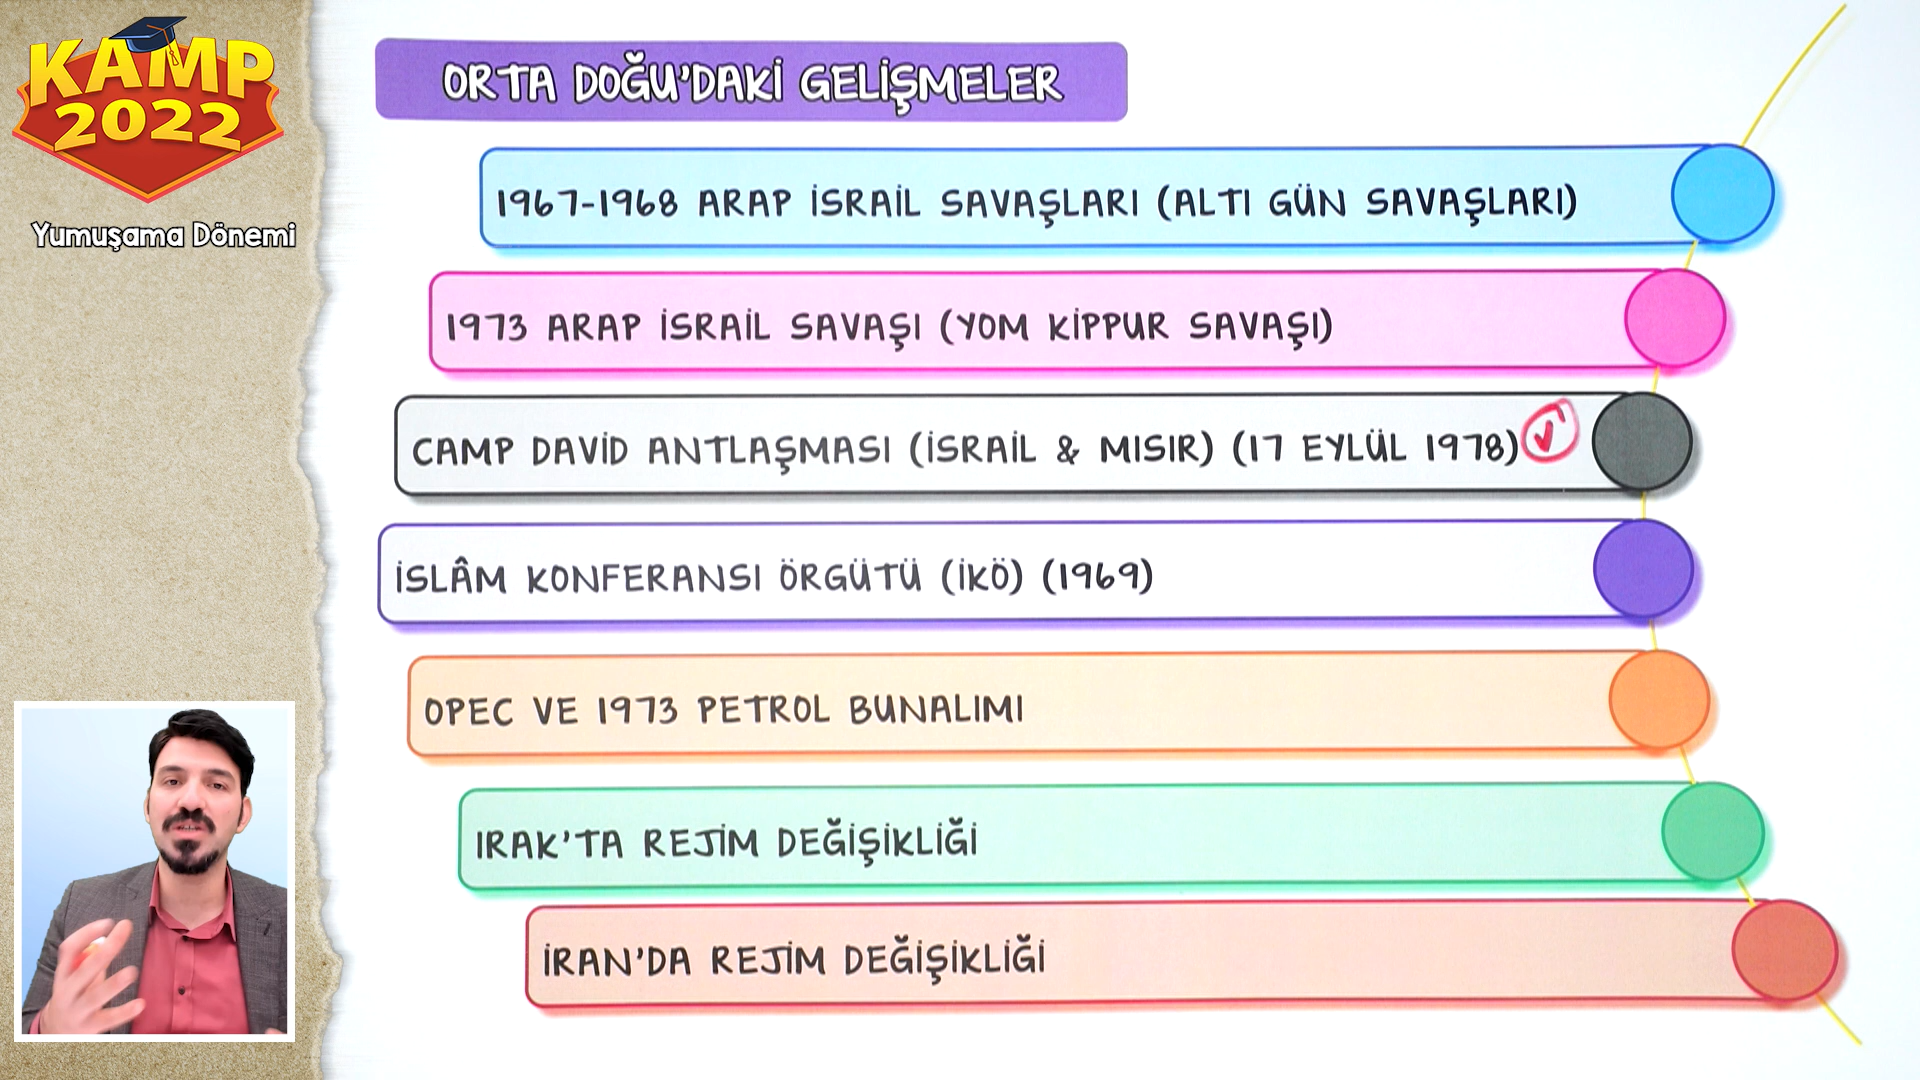 KAMP
2022
Yumuşama Dönemi
ORTA DOĞU'DAKİ GELİŞMELER
1967-1968 ARAP İSRAİL SAVAŞLARI (ALTI GÜN SAVAŞLARI)
1973 ARAP İSRAİL SAVAŞI (YOM KİPPUR SAVAŞI)
CAMP DAVİD ANTLAŞMASI (İSRAİL & MISIR) (17 EYLÜL 1978)
İSLÂM KONFERANSI ÖRGÜTÜ (İKÖ) (1969)
OPEC VE 1973 PETROL BUNALIMI
IRAK'TA REJİM DEĞİŞİKLİĞİ
İRAN'DA REJİM DEĞİŞİKLİĞİ